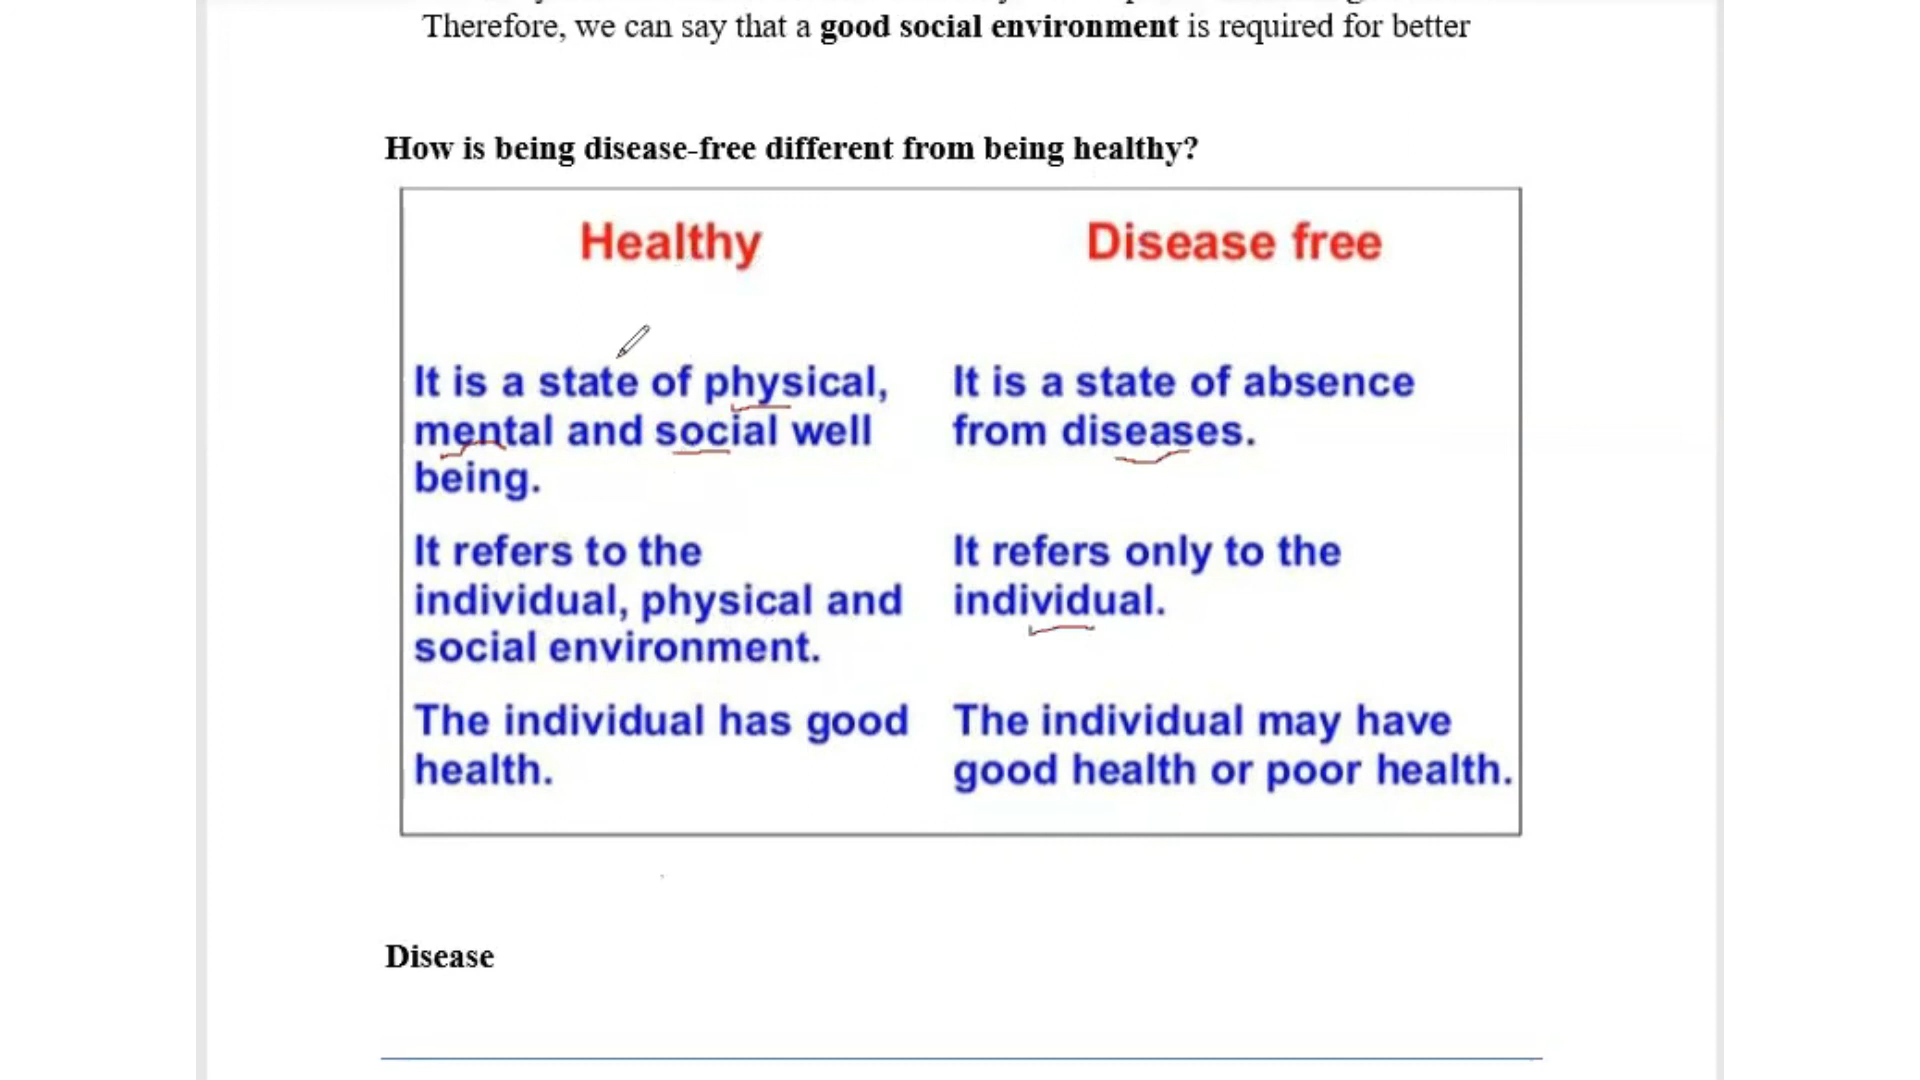 Therefore, we can say that a good social environment is required for better
How is being disease-free different from being healthy?
Healthy
Disease free
It is a state of physical,
mental and social well
being.
It is a state of absence
from diseases.
It refers to the
individual, physical and
social environment.
It refers only to the
individual.
The individual has good
health.
The individual may have
good health or poor health.
Disease